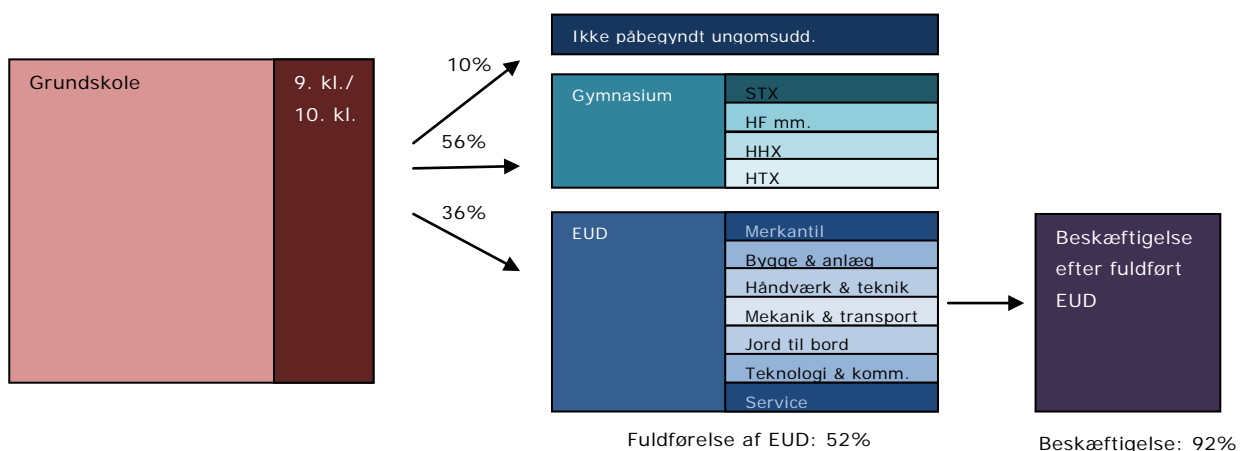 Grundskole
9. kl./
10. kl.
10%
56%
36%
Ikke påbegyndt ungomsudd.
Gymnasium
STX
HF mm.
HHX
HTX
EUD
Merkantil
Bygge & anlæg
Håndværk & teknik
Mekanik & transport
Jord til bord
Teknologi & komm.
Service
Fuldførelse af EUD: 52%
Beskæftigelse
efter fuldført
EUD
Beskæftigelse: 92%